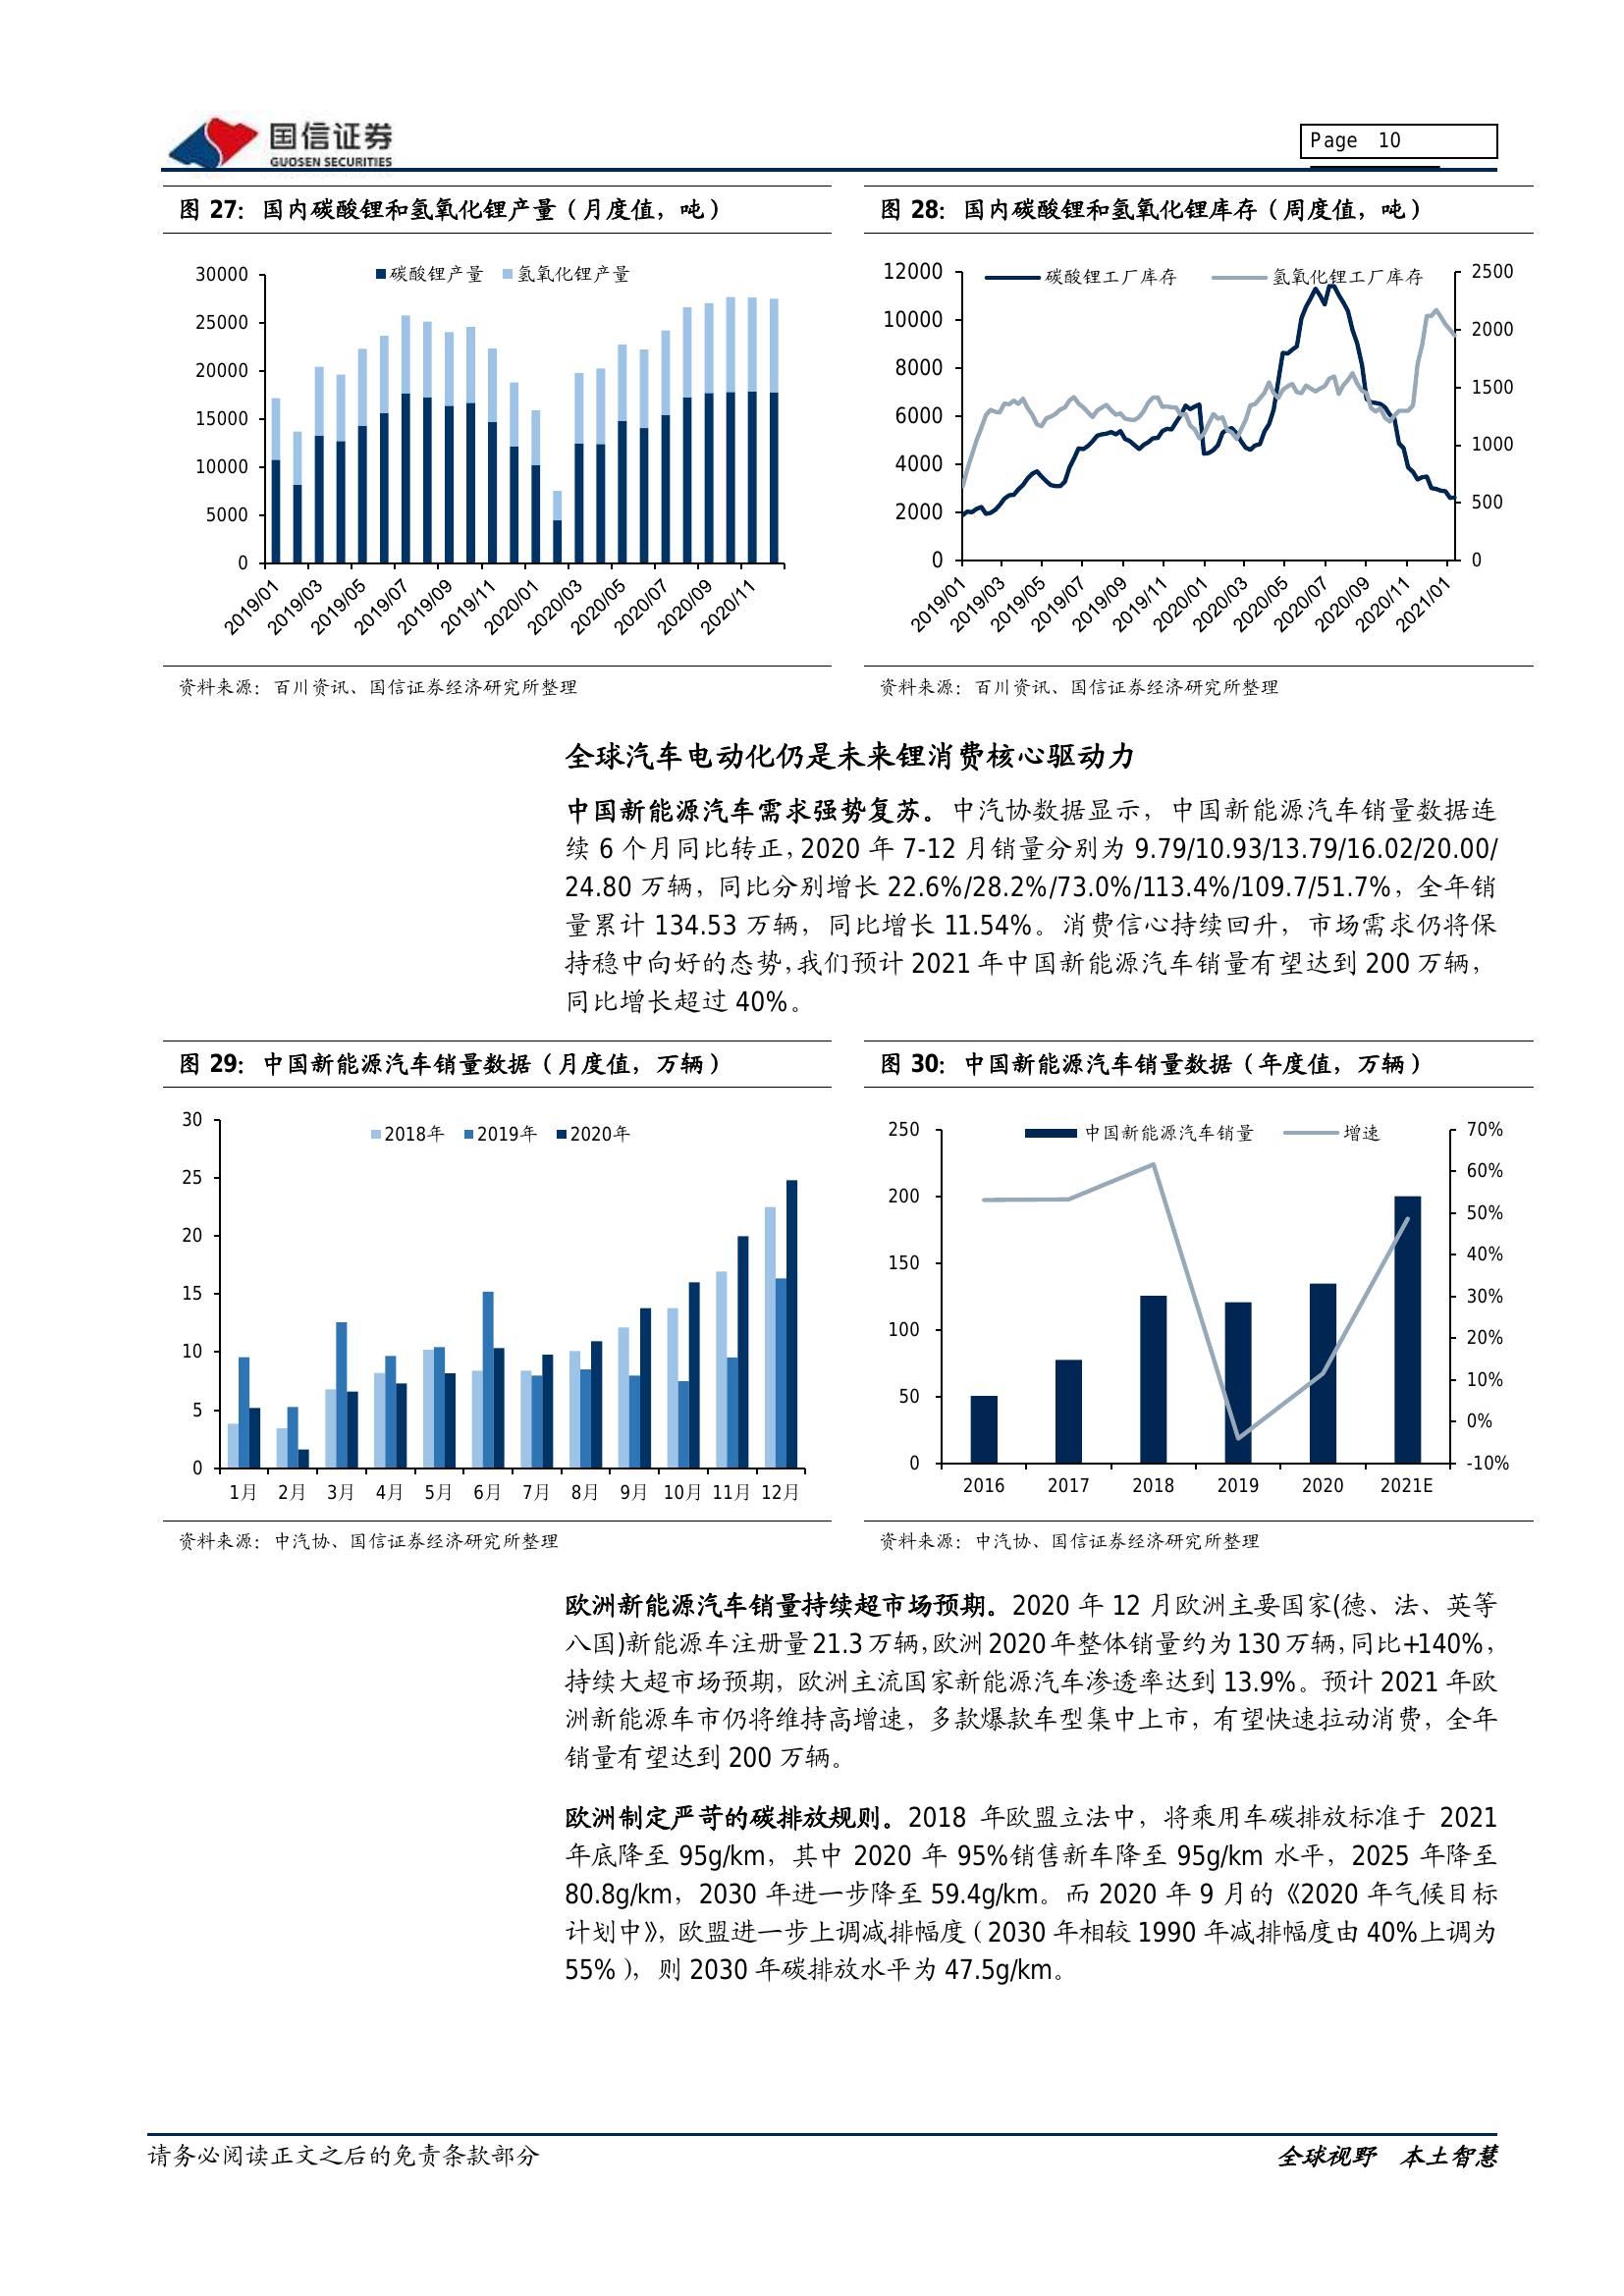 国信证券
GUOSEN SECURITIES
Page 10
图 27：国内碳酸锂和氢氧化锂产量（月度值，吨）
碳酸锂产量 氢氧化锂产量
30000
25000
20000
15000
10000
5000
0
2019/01 2019/03 2019/05 2019/07 2019/09 2019/11 2020/01 2020/03 2020/05 2020/07 2020/09 2020/11
资料来源：百川资讯、国信证券经济研究所整理
图 28：国内碳酸锂和氢氧化锂库存（周度值，吨）
碳酸锂工厂库存 氢氧化锂工厂库存
12000
10000
8000
6000
4000
2000
0
2500
2000
1500
1000
500
0
2019/01 2019/03 2019/05 2019/07 2019/09 2019/11 2020/01 2020/03 2020/05 2020/07 2020/09 2020/11 2021/01
资料来源：百川资讯、国信证券经济研究所整理
全球汽车电动化仍是未来锂消费核心驱动力
中国新能源汽车需求强势复苏。中汽协数据显示，中国新能源汽车销量数据连
续 6 个月同比转正，2020 年 7-12 月销量分别为 9.79/10.93/13.79/16.02/20.00/
24.80 万辆，同比分别增长 22.6%/28.2%/73.0%/113.4%/109.7/51.7%，全年销
量累计 134.53 万辆，同比增长 11.54%。消费信心持续回升，市场需求仍将保
持稳中向好的态势，我们预计 2021 年中国新能源汽车销量有望达到 200 万辆，
同比增长超过 40%。
图 29：中国新能源汽车销量数据（月度值，万辆）
2018年 2019年 2020年
30
25
20
15
10
5
0
1月 2月 3月 4月 5月 6月 7月 8月 9月 10月 11月 12月
资料来源：中汽协、国信证券经济研究所整理
图 30：中国新能源汽车销量数据（年度值，万辆）
中国新能源汽车销量 增速
250
200
150
100
50
0
70%
60%
50%
40%
30%
20%
10%
0%
-10%
2016 2017 2018 2019 2020 2021E
资料来源：中汽协、国信证券经济研究所整理
欧洲新能源汽车销量持续超市场预期。2020 年 12 月欧洲主要国家(德、法、英等
八国)新能源车注册量 21.3 万辆，欧洲 2020 年整体销量约为 130 万辆，同比+140%，
持续大超市场预期，欧洲主流国家新能源汽车渗透率达到 13.9%。预计 2021 年欧
洲新能源车市仍将维持高增速，多款爆款车型集中上市，有望快速拉动消费，全年
销量有望达到 200 万辆。
欧洲制定严苛的碳排放规则。2018 年欧盟立法中，将乘用车碳排放标准于 2021
年底降至 95g/km，其中 2020 年 95%销售新车降至 95g/km 水平，2025 年降至
80.8g/km，2030 年进一步降至 59.4g/km。而 2020 年 9 月的《2020 年气候目标
计划中》，欧盟进一步上调减排幅度（2030 年相较 1990 年减排幅度由 40%上调为
55%），则 2030 年碳排放水平为 47.5g/km。
请务必阅读正文之后的免责条款部分
全球视野 本土智慧